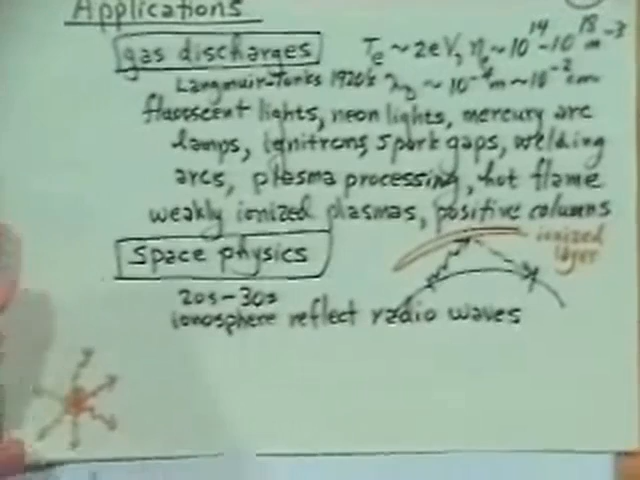 Applications
gas discharges Te ~ 2eV, ne ~ 10^14 - 10^18 m^-3
Langmuir-Tonks 1920's λD ~ 10^-4 m ~ 10^-2 cm
fluorescent lights, neon lights, mercury arc
lamps, ignitrons, spark gaps, welding
arcs, plasma processing, hot flame
weakly ionized plasmas, positive columns
ionized
layer
Space physics
20s-30s
ionosphere reflect radio waves